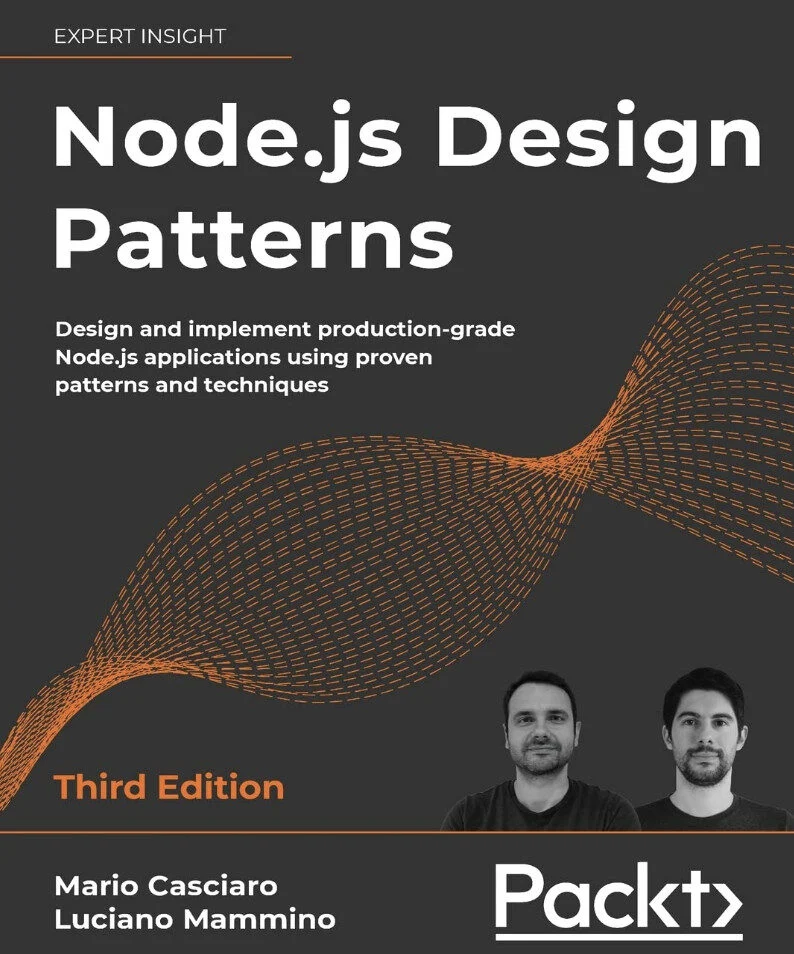 EXPERT INSIGHT
Node.js Design
Patterns
Design and implement production-grade
Node.js applications using proven
patterns and techniques
Third Edition
Mario Casciaro
Luciano Mammino
Packt